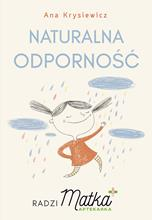 Ana Krysiewicz
NATURALNA
ODPORNOŚĆ
RADZI Matka
APTEKARKA